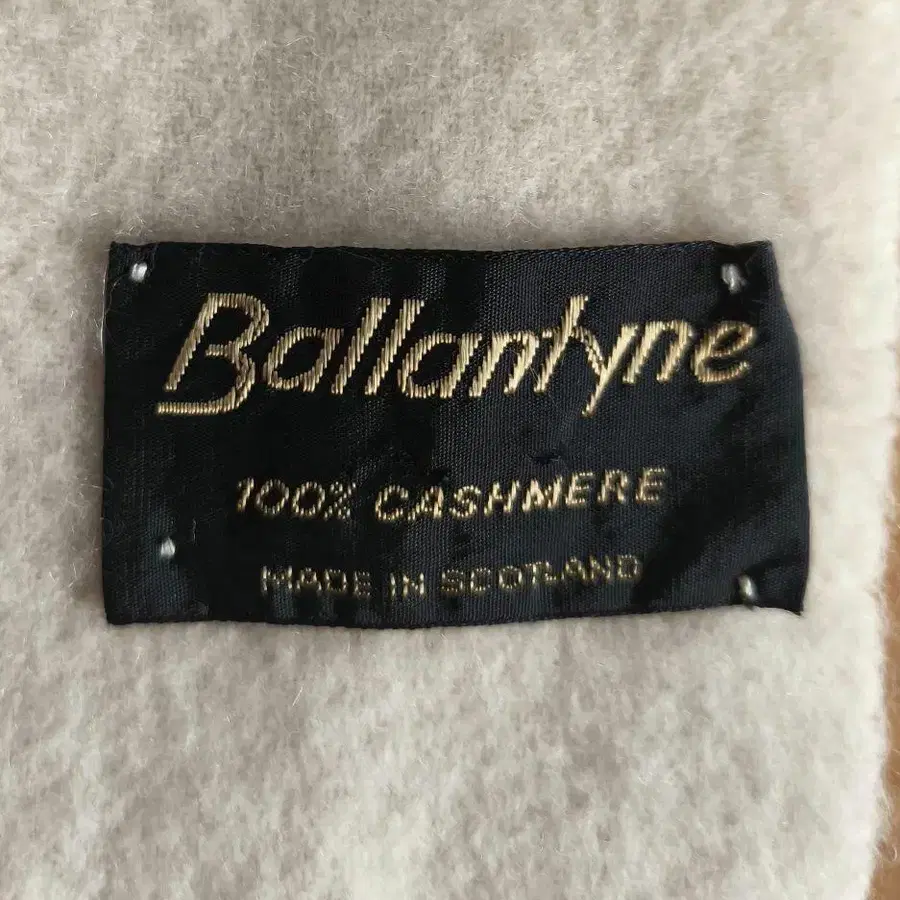 Ballantyne
100% CASHMERE
MADE IN SCOTLAND